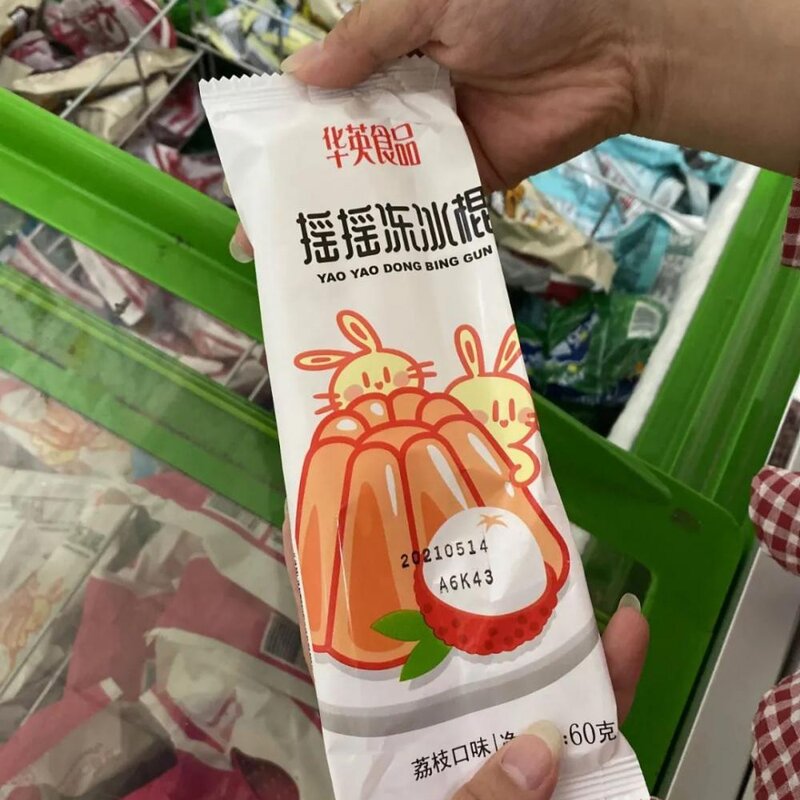 华英食品
摇摇冻冰棍
YAO YAO DONG BING GUN
20210514
A6K43
荔枝口味|净 :60克